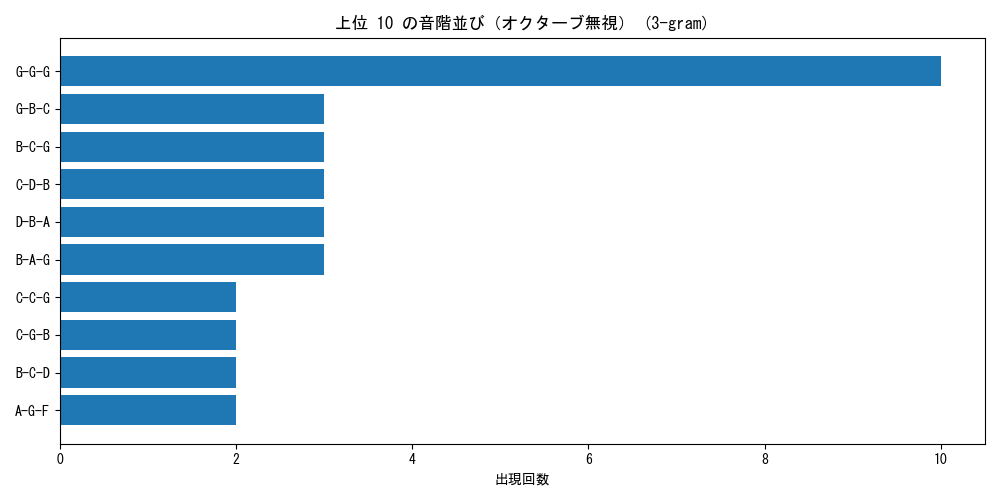 上位 10 の音階並び (オクターブ無視) (3-gram)
G-G-G
G-B-C
B-C-G
C-D-B
D-B-A
B-A-G
C-C-G
C-G-B
B-C-D
A-G-F
0 2 4 6 8 10
出現回数